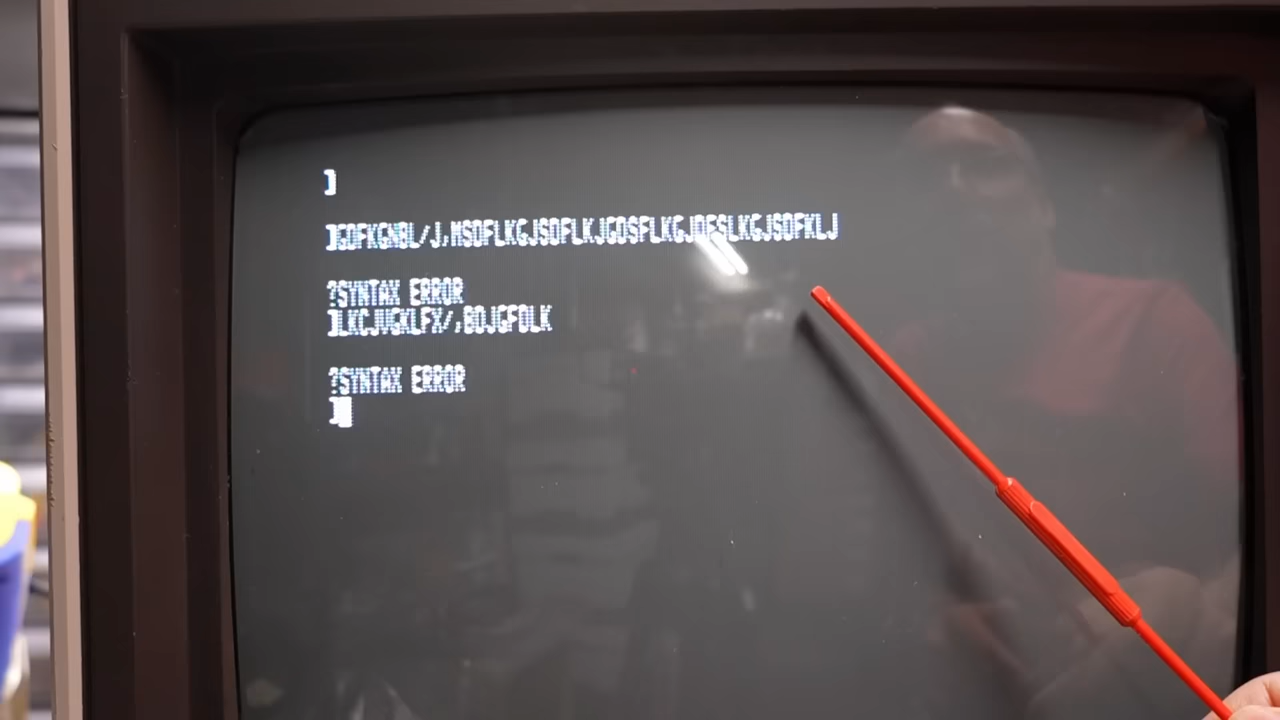 ]
]GDFKGNBL/J,MSDFLKGJSDFLKJGDSFLKGJDFSLKGJSDFKLJ
?SYNTAX ERROR
]LKCJVGKLFX/,BDJGFDLK
?SYNTAX ERROR
]